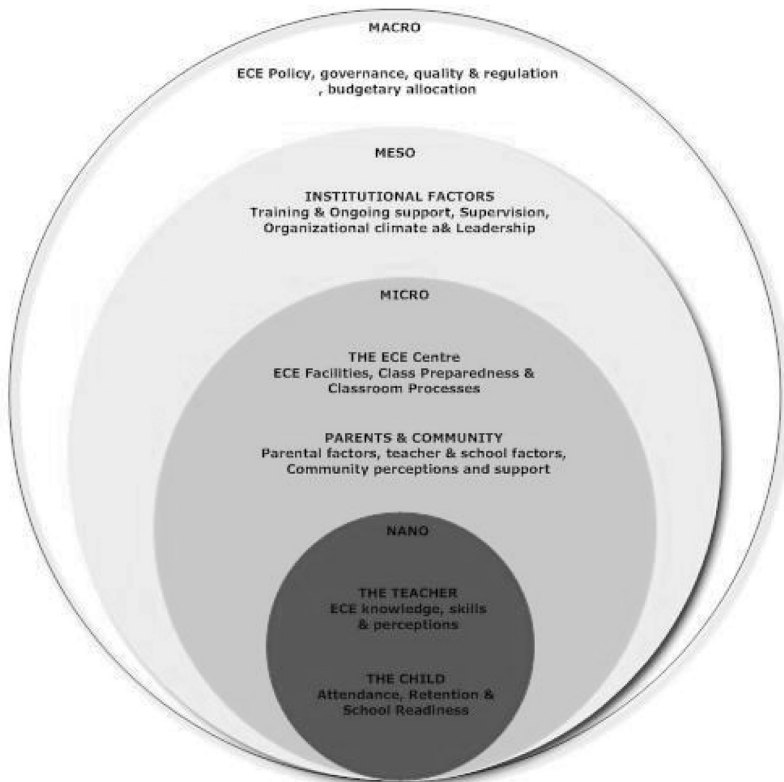 MACRO
ECE Policy, governance, quality & regulation
, budgetary allocation
MESO
INSTITUTIONAL FACTORS
Training & Ongoing support, Supervision,
Organizational climate a& Leadership
MICRO
THE ECE Centre
ECE Facilities, Class Preparedness &
Classroom Processes
PARENTS & COMMUNITY
Parental factors, teacher & school factors,
Community perceptions and support
NANO
THE TEACHER
ECE knowledge, skills
& perceptions
THE CHILD
Attendance, Retention &
School Readiness